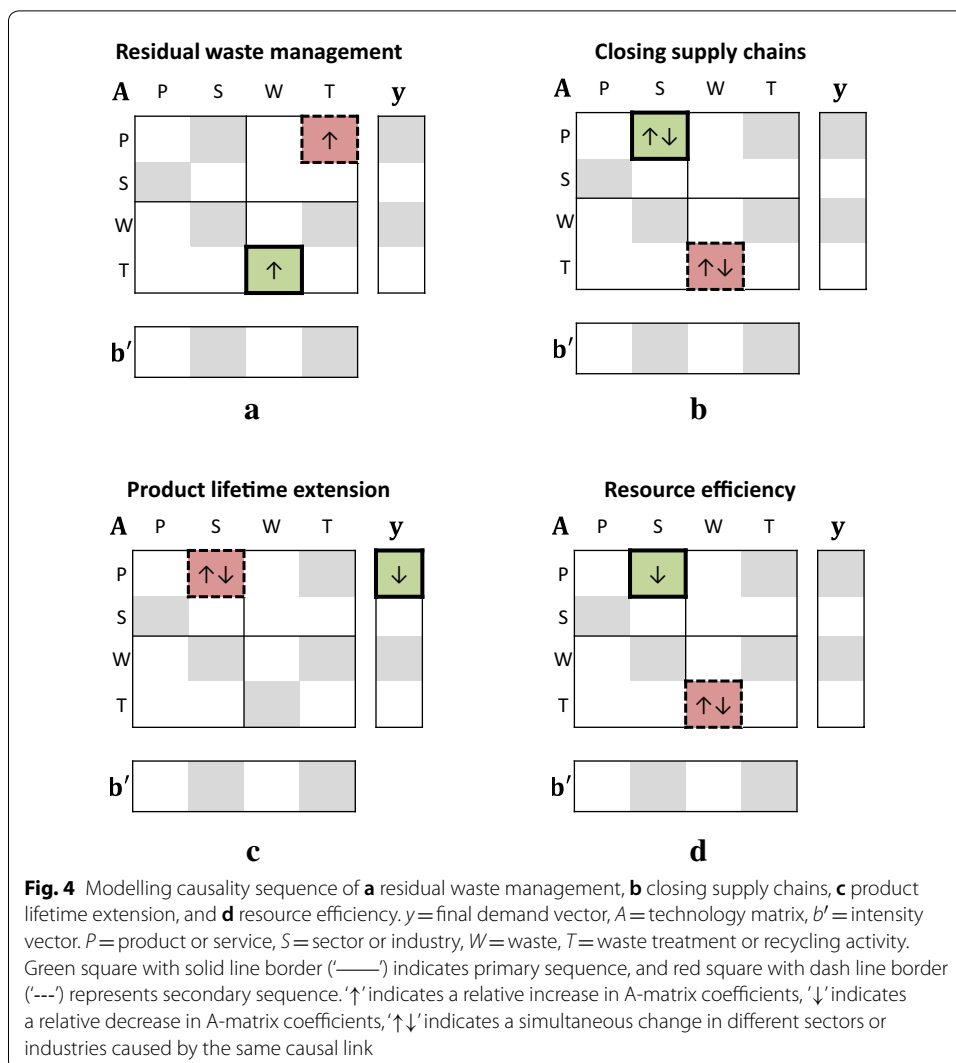 Residual waste management
A P S W T y
P ↑
S
W
T ↑
b′
a
Closing supply chains
A P S W T y
P ↑↓
S
W
T ↑↓
b′
b
Product lifetime extension
A P S W T y
P ↑↓ ↓
S
W
T
b′
c
Resource efficiency
A P S W T y
P ↓
S
W
T ↑↓
b′
d
Fig. 4 Modelling causality sequence of a residual waste management, b closing supply chains, c product
lifetime extension, and d resource efficiency. y = final demand vector, A = technology matrix, b′ = intensity
vector. P = product or service, S = sector or industry, W = waste, T = waste treatment or recycling activity.
Green square with solid line border (‘——’) indicates primary sequence, and red square with dash line border
(‘---’) represents secondary sequence. ‘↑’ indicates a relative increase in A-matrix coefficients, ’↓’ indicates
a relative decrease in A-matrix coefficients, ‘↑↓’ indicates a simultaneous change in different sectors or
industries caused by the same causal link